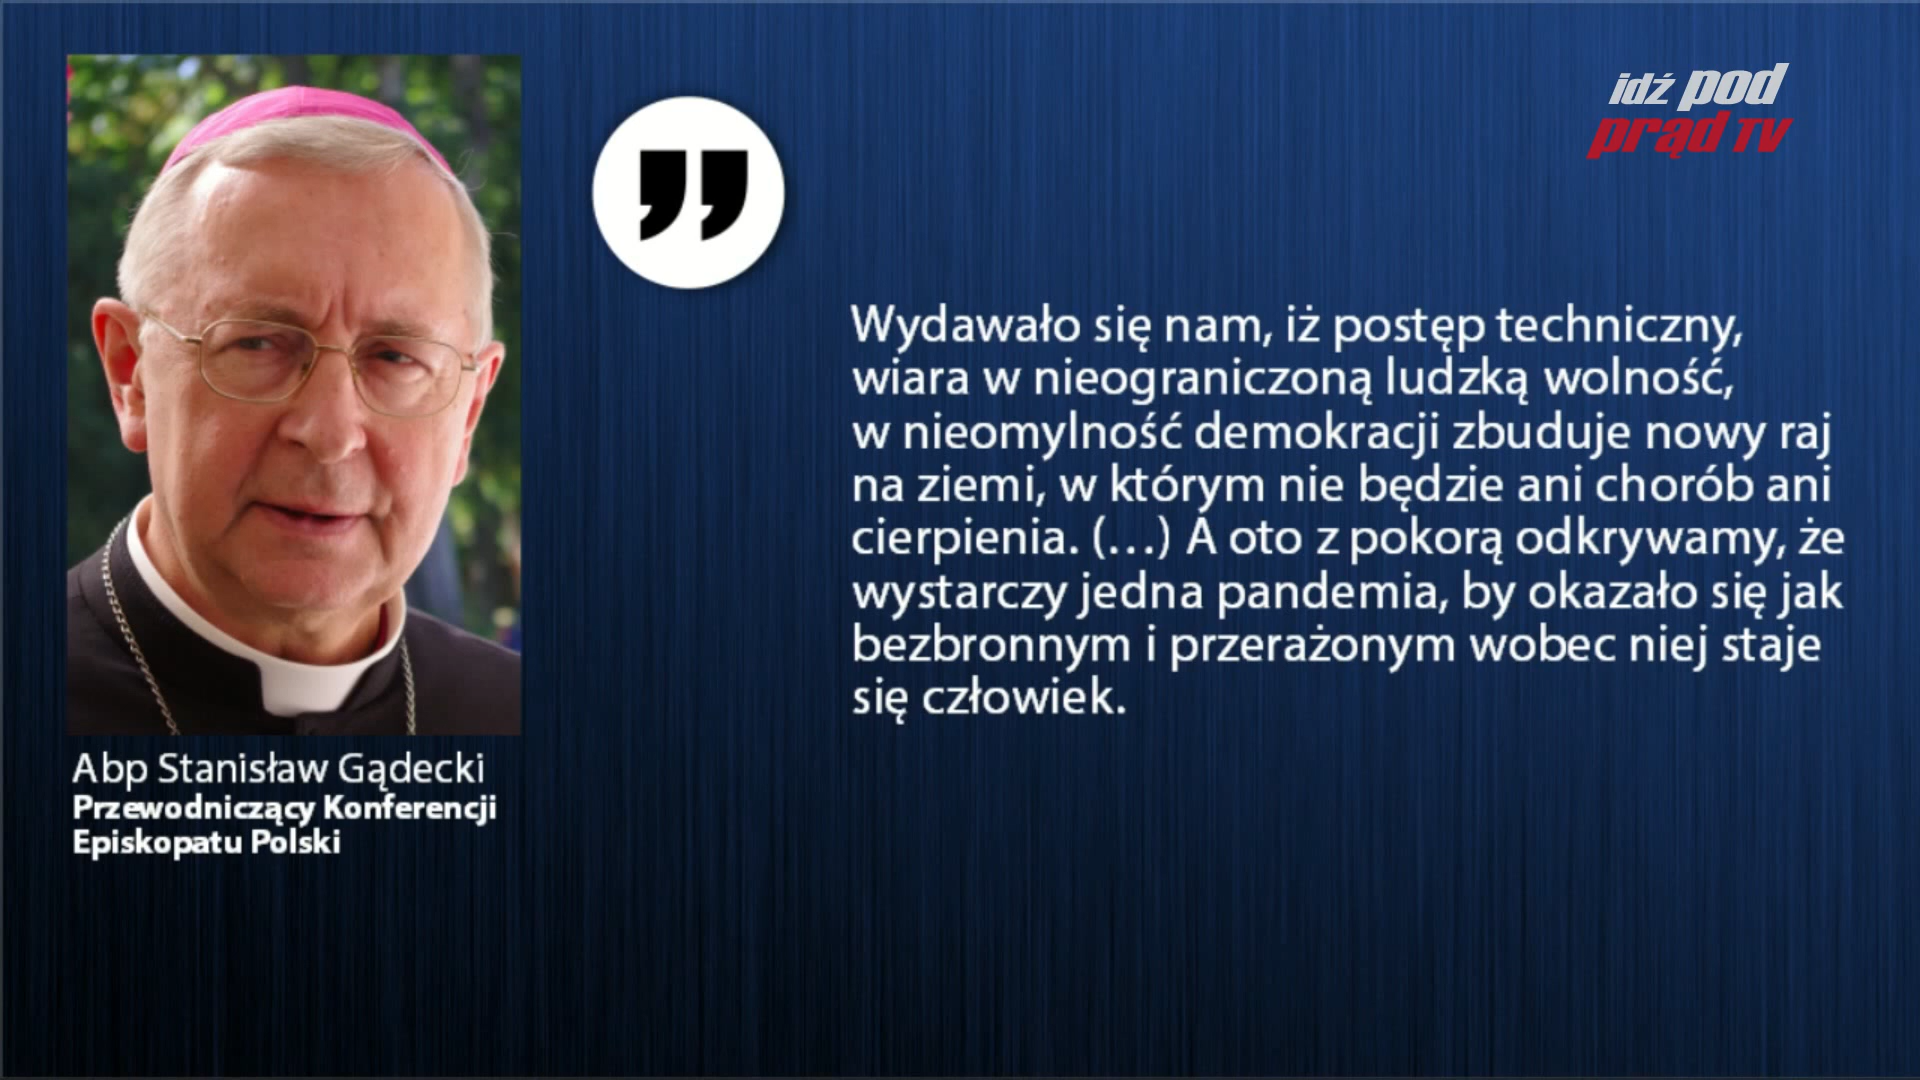 idź pod
prąd TV
Wydawało się nam, iż postęp techniczny,
wiara w nieograniczoną ludzką wolność,
w nieomylność demokracji zbuduje nowy raj
na ziemi, w którym nie będzie ani chorób ani
cierpienia. (…) A oto z pokorą odkrywamy, że
wystarczy jedna pandemia, by okazało się jak
bezbronnym i przerażonym wobec niej staje
się człowiek.
Abp Stanisław Gądecki
Przewodniczący Konferencji
Episkopatu Polski